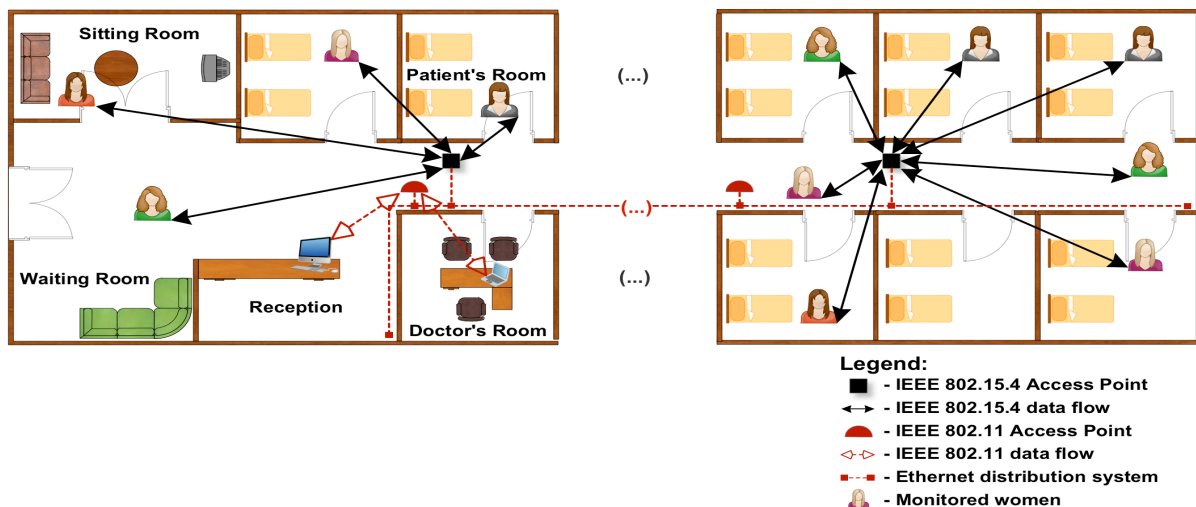 Sitting Room
Patient's Room
(...)
(...)
Waiting Room
Reception
Doctor's Room
(...)
Legend:
- IEEE 802.15.4 Access Point
- IEEE 802.15.4 data flow
- IEEE 802.11 Access Point
- IEEE 802.11 data flow
- Ethernet distribution system
- Monitored women